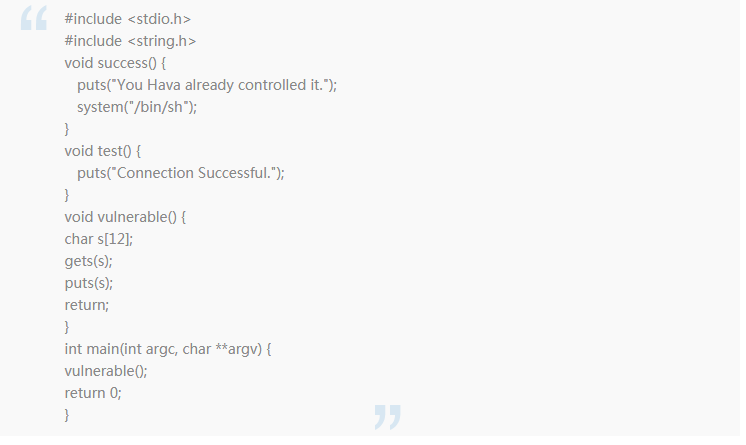 “
#include <stdio.h>
#include <string.h>
void success() {
puts("You Hava already controlled it.");
system("/bin/sh");
}
void test() {
puts("Connection Successful.");
}
void vulnerable() {
char s[12];
gets(s);
puts(s);
return;
}
int main(int argc, char **argv) {
vulnerable();
return 0;
}
”